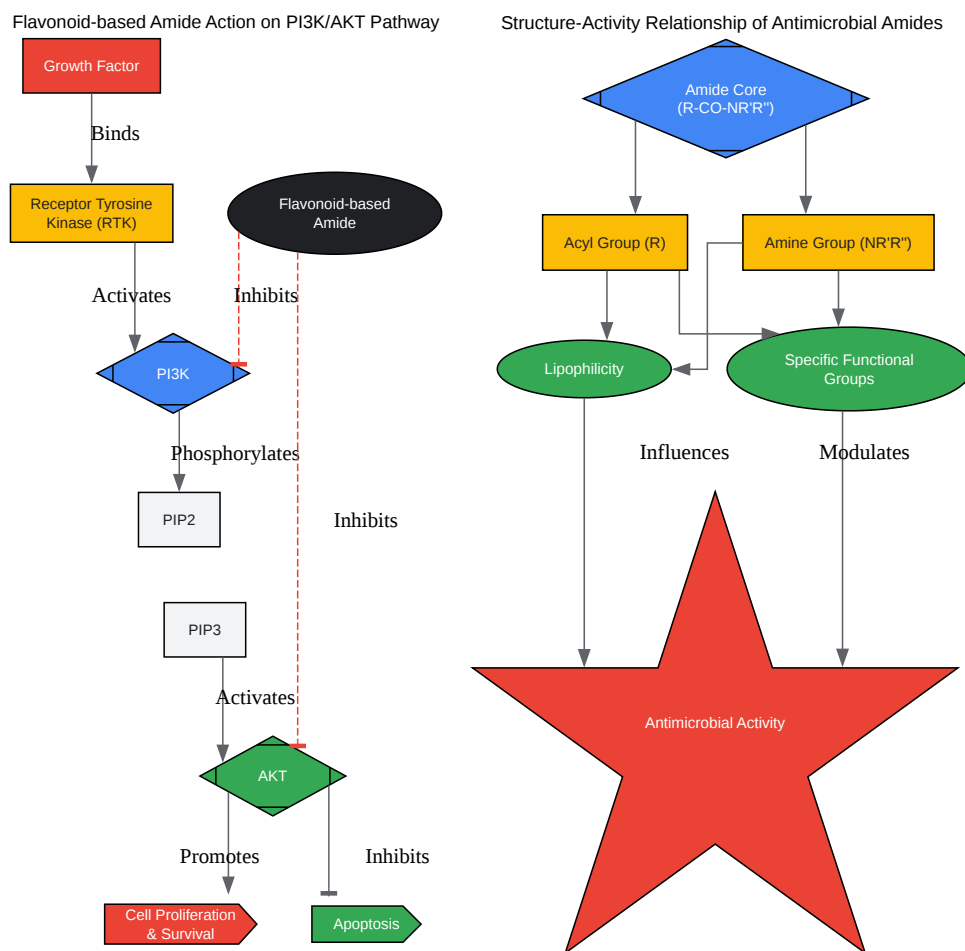 Flavonoid-based Amide Action on PI3K/AKT Pathway
Growth Factor
Binds
Receptor Tyrosine
Kinase (RTK)
Flavonoid-based
Amide
Activates
Inhibits
PI3K
Phosphorylates
PIP2
Inhibits
PIP3
Activates
AKT
Promotes
Inhibits
Cell Proliferation
& Survival
Apoptosis
Structure-Activity Relationship of Antimicrobial Amides
Amide Core
(R-CO-NR'R")
Acyl Group (R)
Amine Group (NR'R")
Lipophilicity
Specific Functional
Groups
Influences
Modulates
Antimicrobial Activity